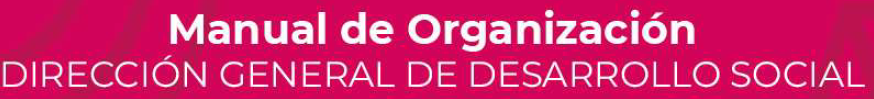 Manual de Organización
DIRECCIÓN GENERAL DE DESARROLLO SOCIAL